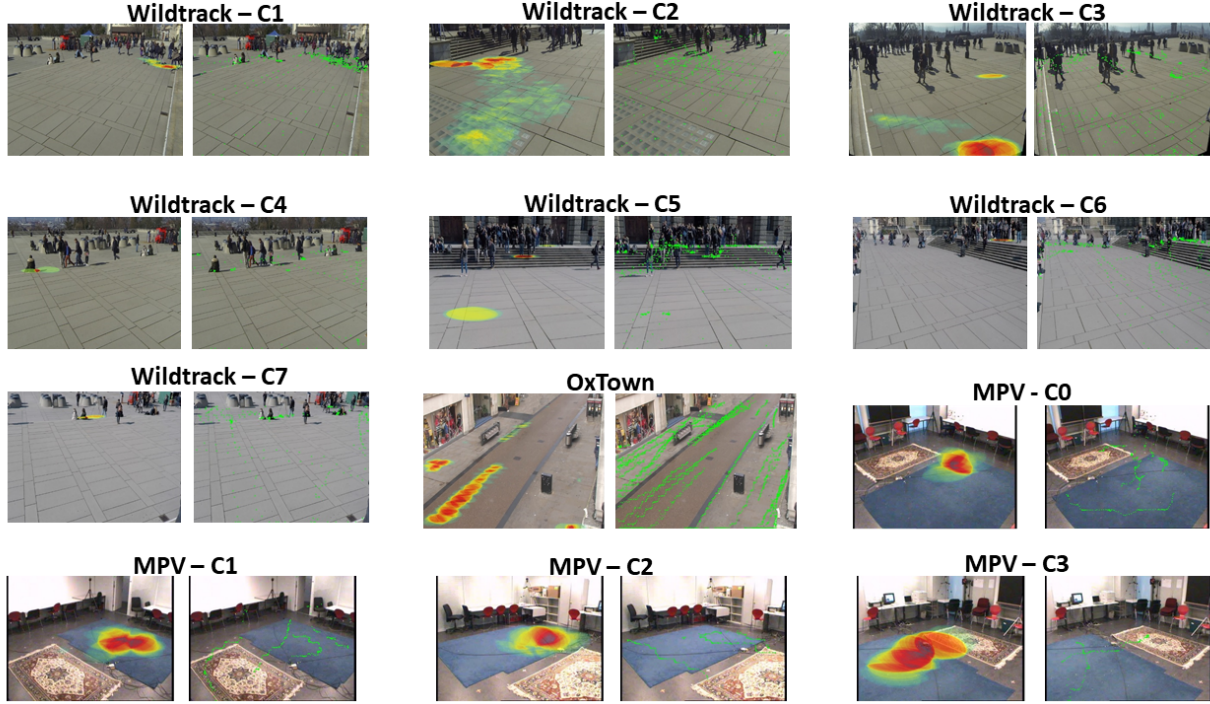 Wildtrack – C1
Wildtrack – C2
Wildtrack – C3
Wildtrack – C4
Wildtrack – C5
Wildtrack – C6
Wildtrack – C7
OxTown
MPV - C0
MPV – C1
MPV – C2
MPV – C3